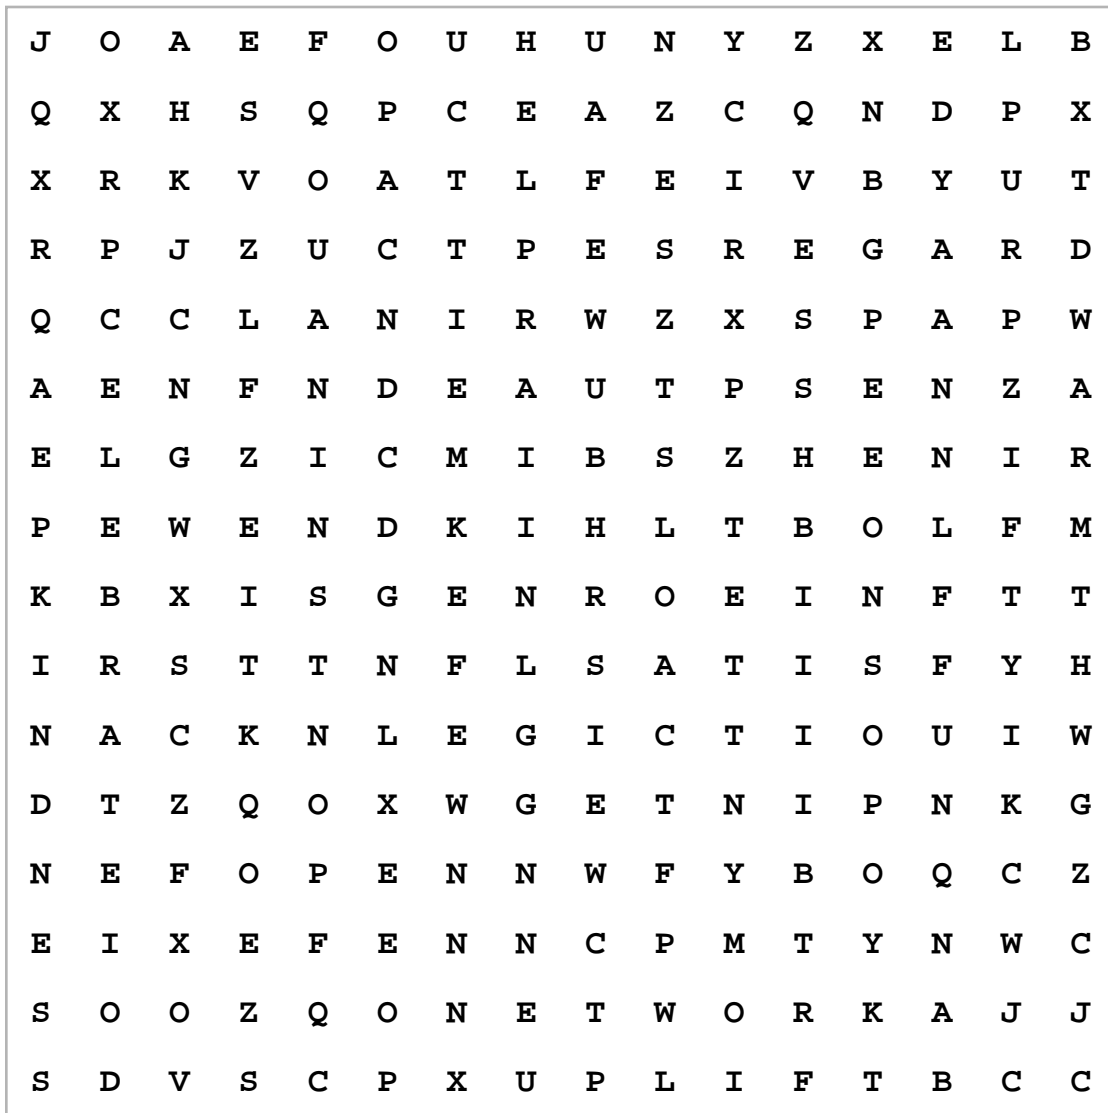 J O A E F O U H U N Y Z X E L B
Q X H S Q P C E A Z C Q N D P X
X R K V O A T L F E I V B Y U T
R P J Z U C T P E S R E G A R D
Q C C L A N I R W Z X S P A P W
A E N F N D E A U T P S E N Z A
E L G Z I C M I B S Z H E N I R
P E W E N D K I H L T B O L F M
K B X I S G E N R O E I N F T T
I R S T T N F L S A T I S F Y H
N A C K N L E G I C T I O U I W
D T Z Q O X W G E T N I P N K G
N E F O P E N N W F Y B O Q C Z
E I X E F E N N C P M T Y N W C
S O O Z Q O N E T W O R K A J J
S D V S C P X U P L I F T B C C